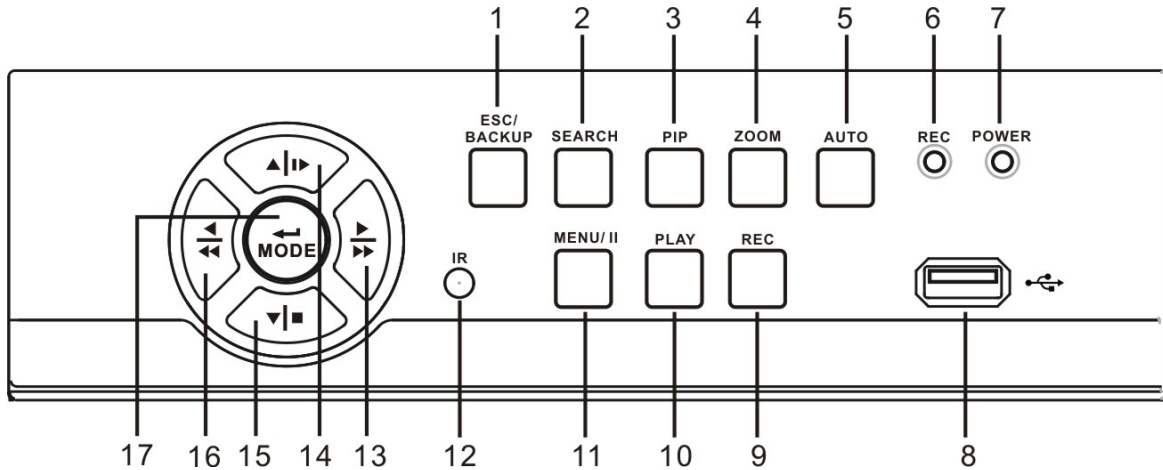 1 2 3 4 5 6 7
ESC/
BACKUP SEARCH PIP ZOOM AUTO REC POWER
MODE
IR
MENU/ II PLAY REC
17 16 15 14 13 12 11 10 9 8